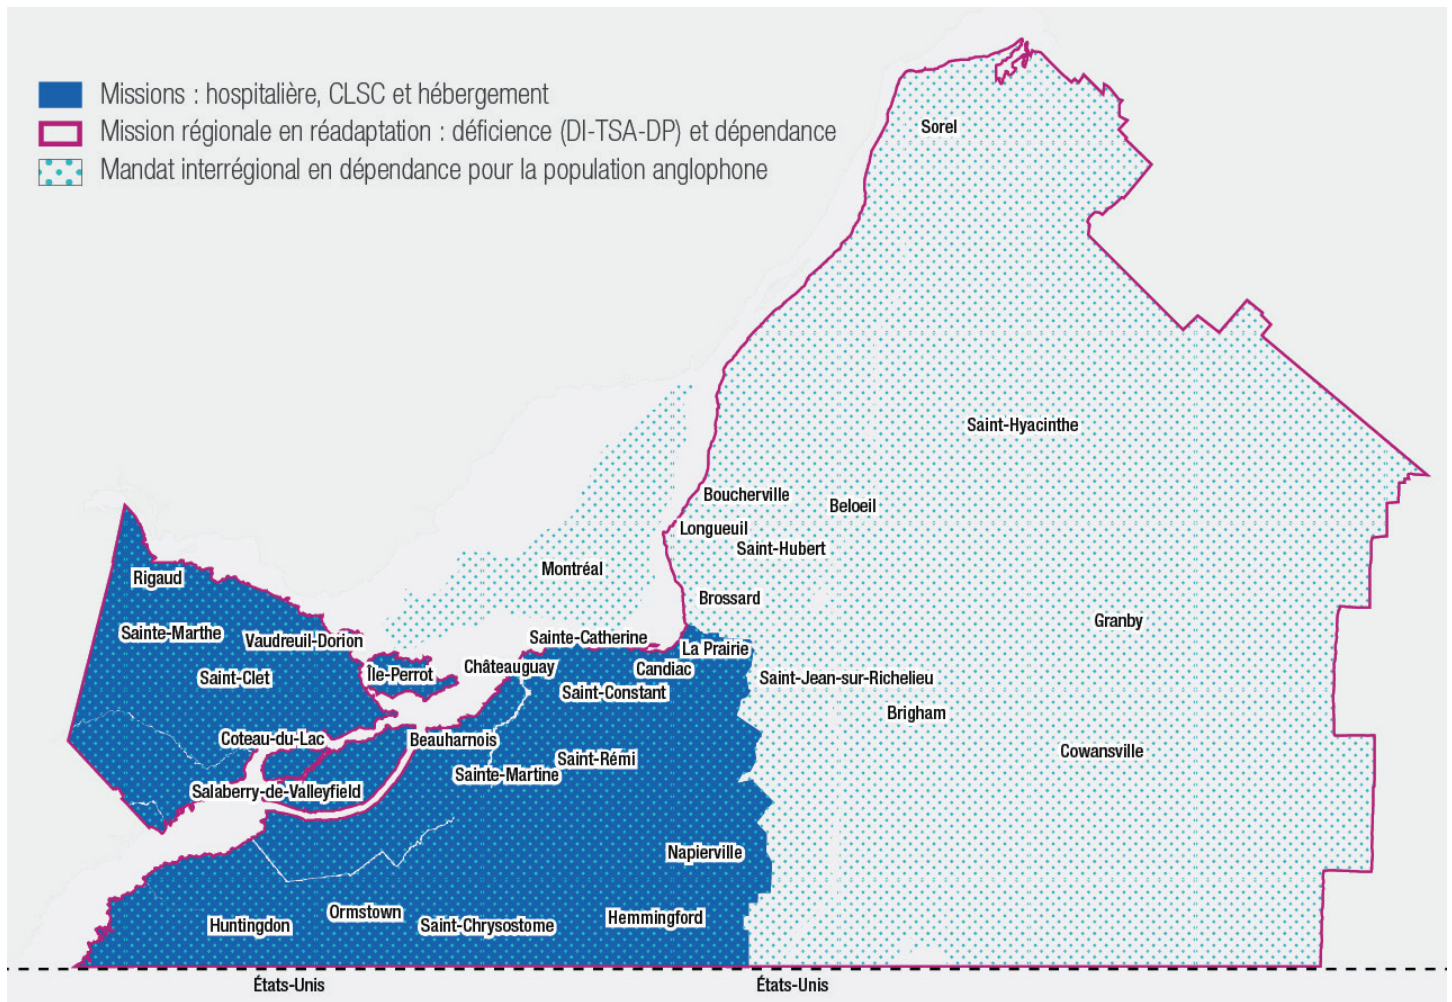 Missions : hospitalière, CLSC et hébergement
Mission régionale en réadaptation : déficience (DI-TSA-DP) et dépendance
Mandat interrégional en dépendance pour la population anglophone
Sorel
Saint-Hyacinthe
Boucherville
Beloeil
Longueuil
Saint-Hubert
Montréal
Rigaud
Brossard
Granby
Sainte-Marthe
Vaudreuil-Dorion
Sainte-Catherine
La Prairie
Saint-Clet
Île-Perrot
Châteauguay
Candiac
Saint-Constant
Saint-Jean-sur-Richelieu
Brigham
Coteau-du-Lac
Beauharnois
Cowansville
Saint-Rémi
Sainte-Martine
Salaberry-de-Valleyfield
Napierville
Ormstown
Huntingdon
Saint-Chrysostome
Hemmingford
États-Unis
États-Unis